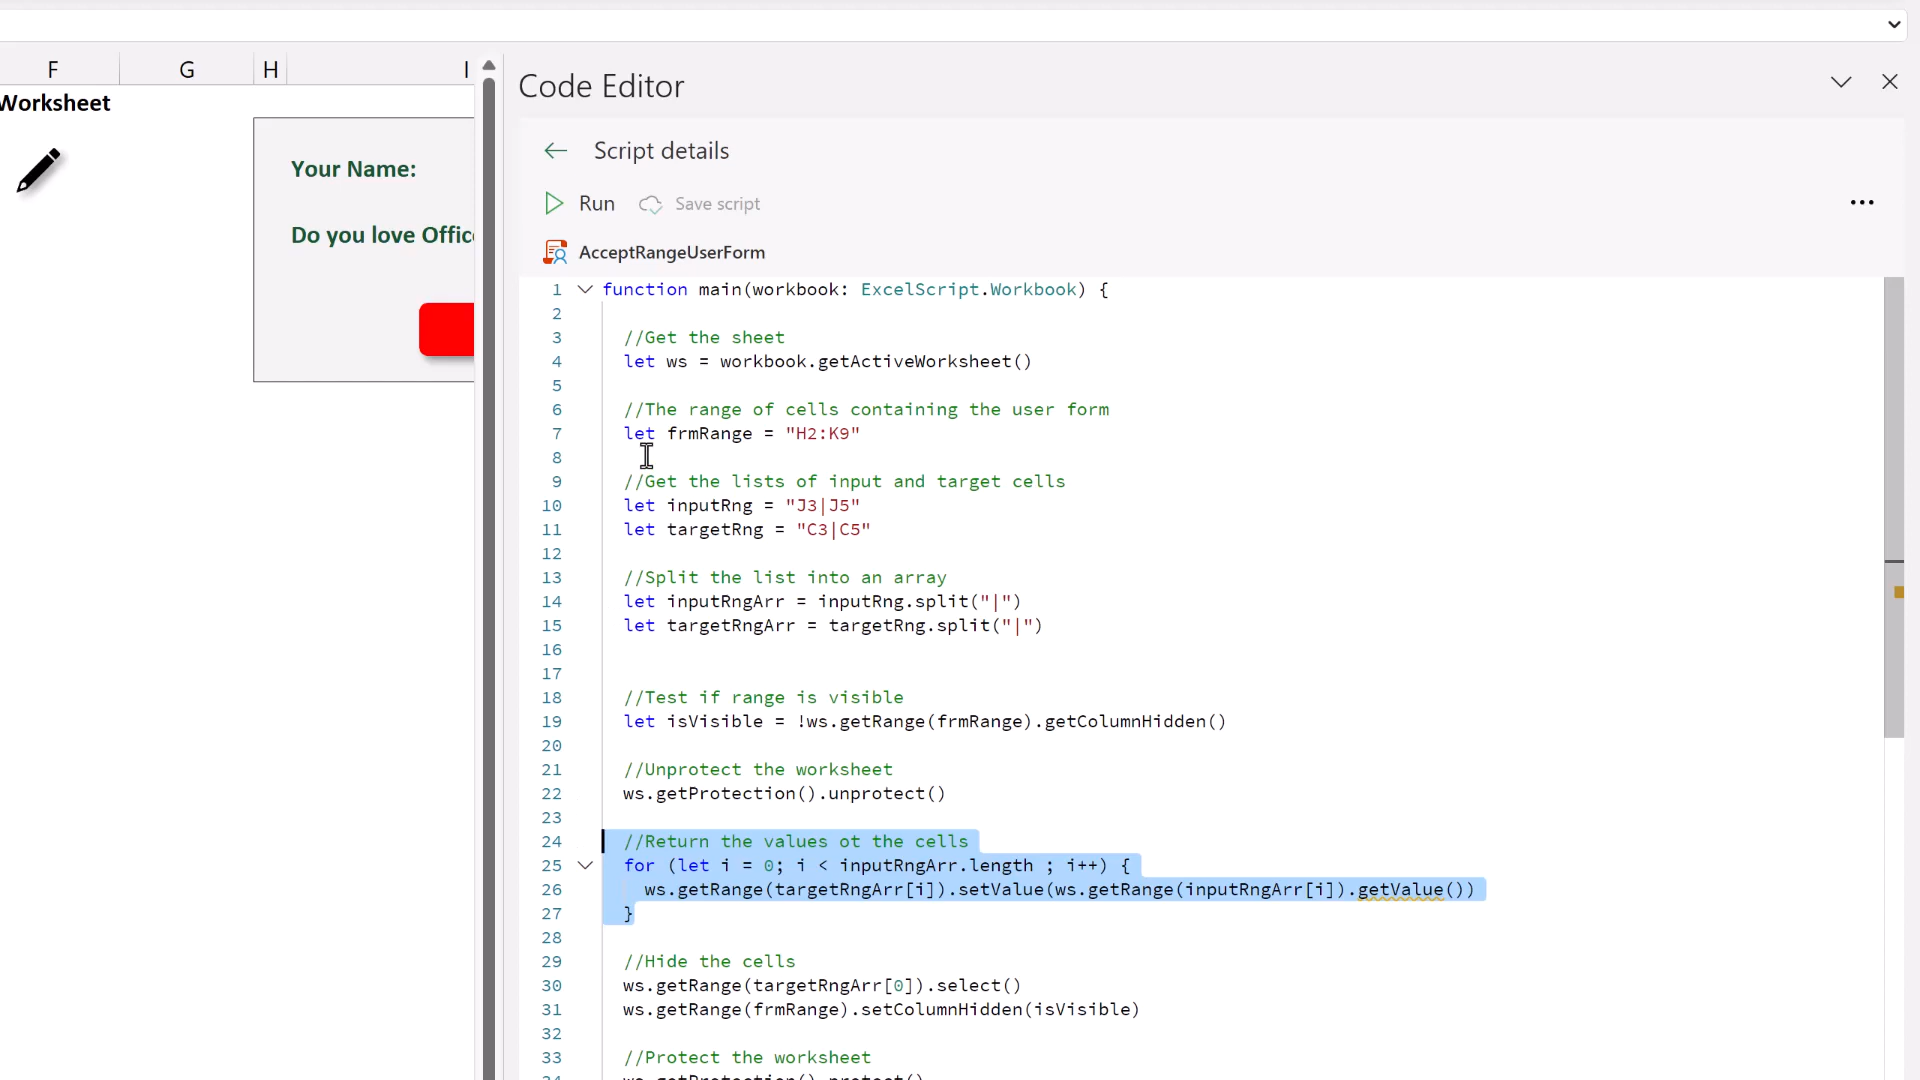 F G H I
Worksheet
Your Name:
Do you love Offic
Code Editor
Script details
Run Save script
AcceptRangeUserForm
1 function main(workbook: ExcelScript.Workbook) {
2
3 //Get the sheet
4 let ws = workbook.getActiveWorksheet()
5
6 //The range of cells containing the user form
7 let frmRange = "H2:K9"
8
9 //Get the lists of input and target cells
10 let inputRng = "J3|J5"
11 let targetRng = "C3|C5"
12
13 //Split the list into an array
14 let inputRngArr = inputRng.split("|")
15 let targetRngArr = targetRng.split("|")
16
17
18 //Test if range is visible
19 let isVisible = !ws.getRange(frmRange).getColumnHidden()
20
21 //Unprotect the worksheet
22 ws.getProtection().unprotect()
23
24 //Return the values ot the cells
25 for (let i = 0; i < inputRngArr.length ; i++) {
26 ws.getRange(targetRngArr[i]).setValue(ws.getRange(inputRngArr[i]).getValue())
27 }
28
29 //Hide the cells
30 ws.getRange(targetRngArr[0]).select()
31 ws.getRange(frmRange).setColumnHidden(isVisible)
32
33 //Protect the worksheet
34 ws.getProtection().protect()